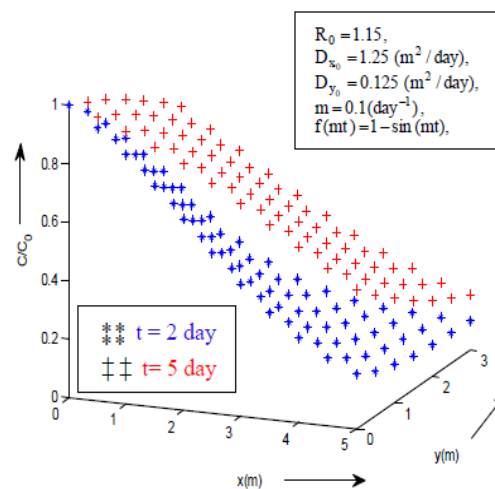 R₀ = 1.15,
Dₓ₀ = 1.25 (m²/day),
D_y₀ = 0.125 (m²/day),
m = 0.1(day⁻¹),
f(mt) = 1 − sin (mt),
1
0.8
0.6
0.4
0.2
0
C/C₀
t = 2 day
t= 5 day
0
1
2
3
4
5
x(m)
0
1
2
3
y(m)